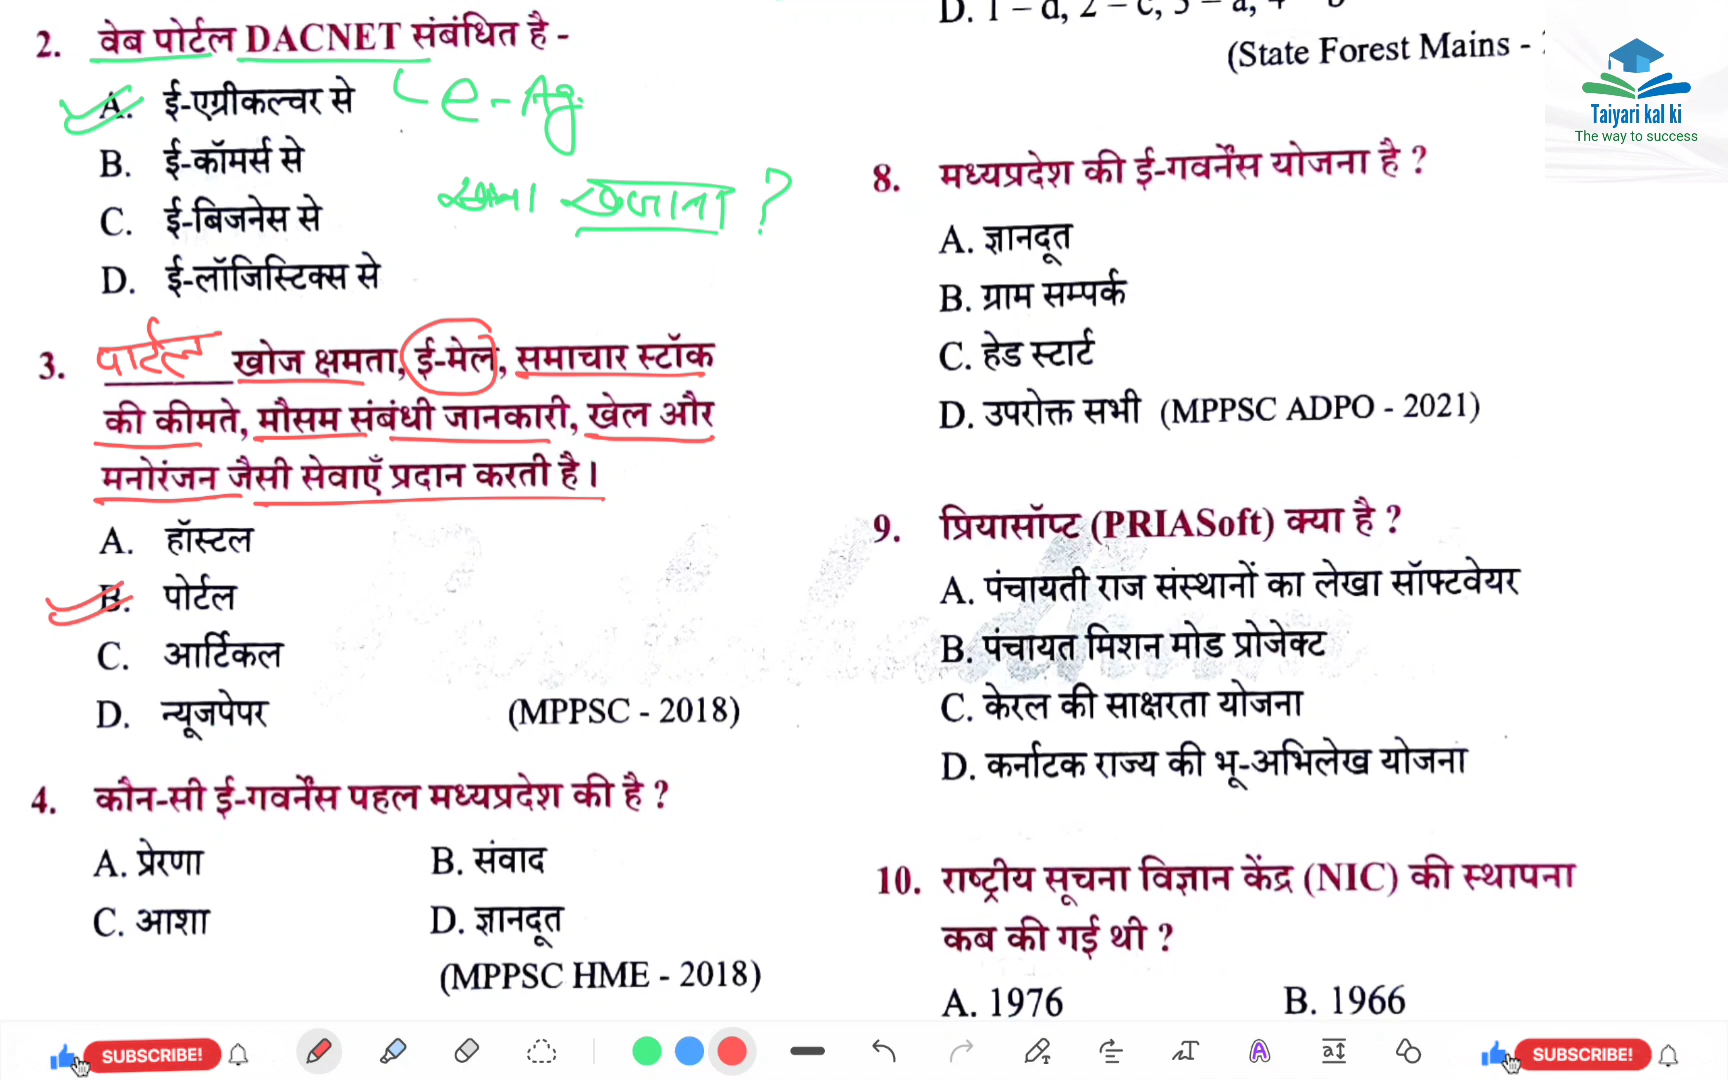 2. वेब पोर्टल DACNET संबंधित है -
A. ई-एग्रीकल्चर से
e-Ag.
B. ई-कॉमर्स से
खजाना ?
C. ई-बिजनेस से
D. ई-लॉजिस्टिक्स से
3. पार्टल खोज क्षमता, ई-मेल, समाचार स्टॉक
की कीमते, मौसम संबंधी जानकारी, खेल और
मनोरंजन जैसी सेवाएँ प्रदान करती है।
A. हॉस्टल
B. पोर्टल
C. आर्टिकल
D. न्यूजपेपर (MPPSC - 2018)
4. कौन-सी ई-गवर्नेंस पहल मध्यप्रदेश की है ?
A. प्रेरणा B. संवाद
C. आशा D. ज्ञानदूत
(MPPSC HME - 2018)
(State Forest Mains -
Taiyari kal ki
The way to success
8. मध्यप्रदेश की ई-गवर्नेंस योजना है ?
A. ज्ञानदूत
B. ग्राम सम्पर्क
C. हेड स्टार्ट
D. उपरोक्त सभी (MPPSC ADPO - 2021)
9. प्रियासॉफ्ट (PRIASoft) क्या है ?
A. पंचायती राज संस्थानों का लेखा सॉफ्टवेयर
B. पंचायत मिशन मोड प्रोजेक्ट
C. केरल की साक्षरता योजना
D. कर्नाटक राज्य की भू-अभिलेख योजना
10. राष्ट्रीय सूचना विज्ञान केंद्र (NIC) की स्थापना
कब की गई थी ?
A. 1976 B. 1966
SUBSCRIBE!
SUBSCRIBE!